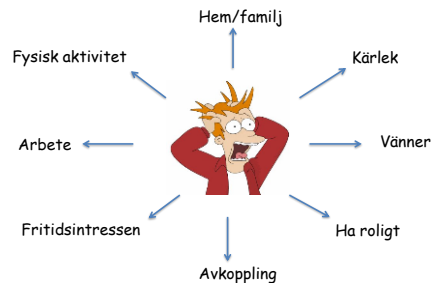 Hem/familj
Fysisk aktivitet
Kärlek
Arbete
Vänner
Fritidsintressen
Ha roligt
Avkoppling